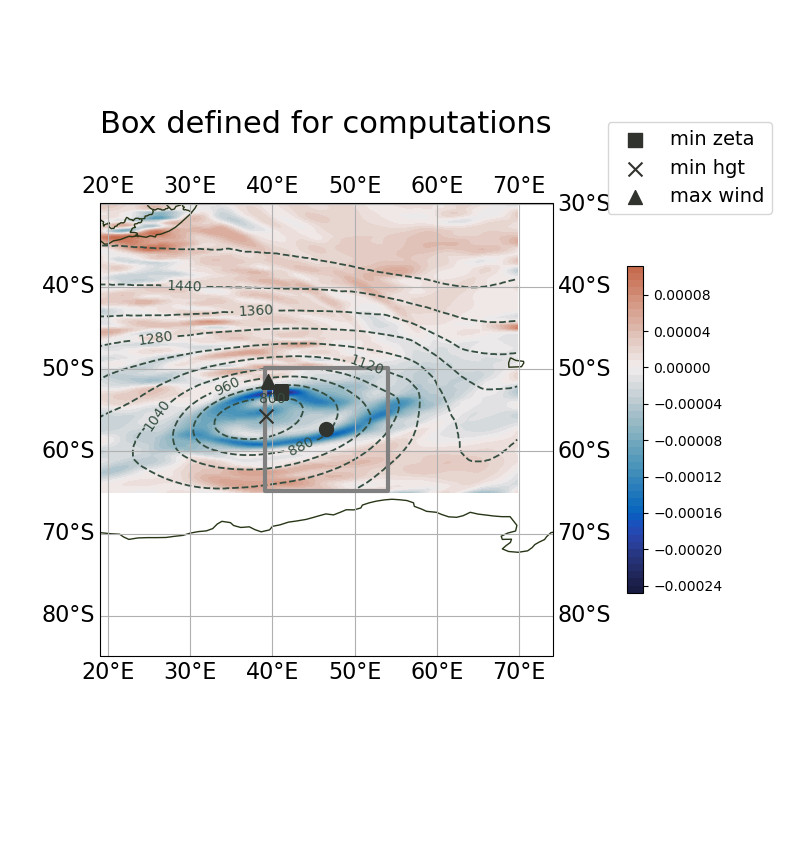 Box defined for computations
min zeta
min hgt
max wind
20°E 30°E 40°E 50°E 60°E 70°E
30°S
40°S 40°S
50°S 50°S
60°S 60°S
70°S 70°S
80°S 80°S
20°E 30°E 40°E 50°E 60°E 70°E
1440
1360
1280
1120
960
1040
880
0.00008
0.00004
0.00000
−0.00004
−0.00008
−0.00012
−0.00016
−0.00020
−0.00024